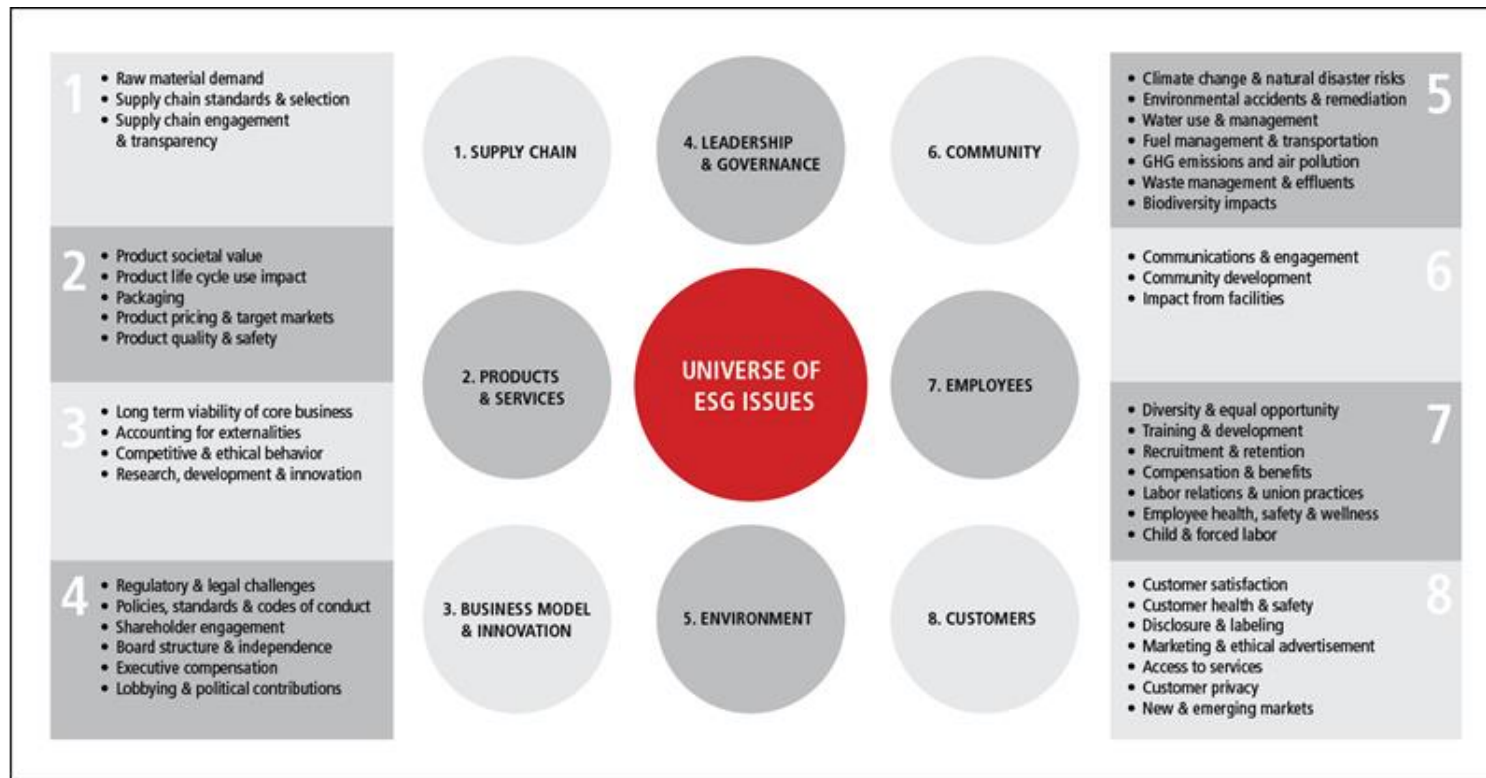 1
• Raw material demand
• Supply chain standards & selection
• Supply chain engagement
& transparency
2
• Product societal value
• Product life cycle use impact
• Packaging
• Product pricing & target markets
• Product quality & safety
3
• Long term viability of core business
• Accounting for externalities
• Competitive & ethical behavior
• Research, development & innovation
4
• Regulatory & legal challenges
• Policies, standards & codes of conduct
• Shareholder engagement
• Board structure & independence
• Executive compensation
• Lobbying & political contributions
1. SUPPLY CHAIN
4. LEADERSHIP
& GOVERNANCE
6. COMMUNITY
2. PRODUCTS
& SERVICES
UNIVERSE OF
ESG ISSUES
7. EMPLOYEES
3. BUSINESS MODEL
& INNOVATION
5. ENVIRONMENT
8. CUSTOMERS
5
• Climate change & natural disaster risks
• Environmental accidents & remediation
• Water use & management
• Fuel management & transportation
• GHG emissions and air pollution
• Waste management & effluents
• Biodiversity impacts
6
• Communications & engagement
• Community development
• Impact from facilities
7
• Diversity & equal opportunity
• Training & development
• Recruitment & retention
• Compensation & benefits
• Labor relations & union practices
• Employee health, safety & wellness
• Child & forced labor
8
• Customer satisfaction
• Customer health & safety
• Disclosure & labeling
• Marketing & ethical advertisement
• Access to services
• Customer privacy
• New & emerging markets